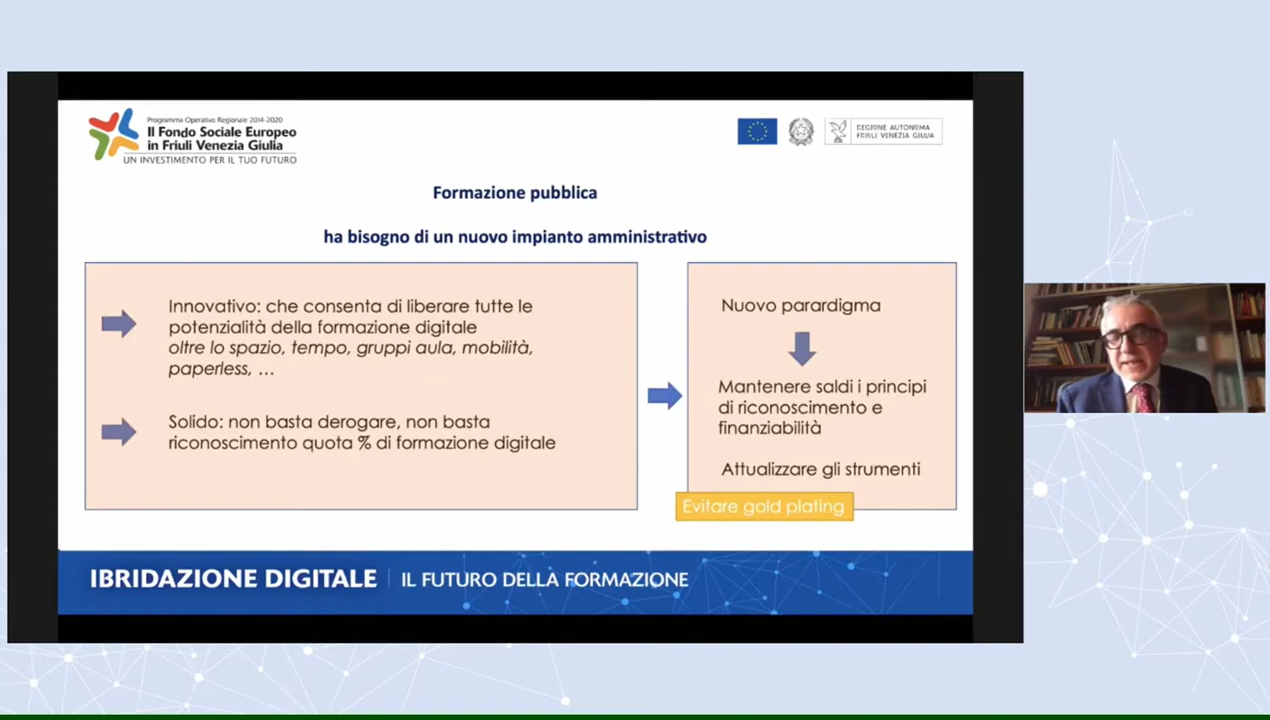 Programma Operativo Regionale 2014-2020
Il Fondo Sociale Europeo
in Friuli Venezia Giulia
UN INVESTIMENTO PER IL TUO FUTURO
REGIONE AUTONOMA
FRIULI VENEZIA GIULIA
Formazione pubblica
ha bisogno di un nuovo impianto amministrativo
Innovativo: che consenta di liberare tutte le
potenzialità della formazione digitale
oltre lo spazio, tempo, gruppi aula, mobilità,
paperless, …
Solido: non basta derogare, non basta
riconoscimento quota % di formazione digitale
Nuovo parardigma
Mantenere saldi i principi
di riconoscimento e
finanziabilità
Attualizzare gli strumenti
Evitare gold plating
IBRIDAZIONE DIGITALE IL FUTURO DELLA FORMAZIONE